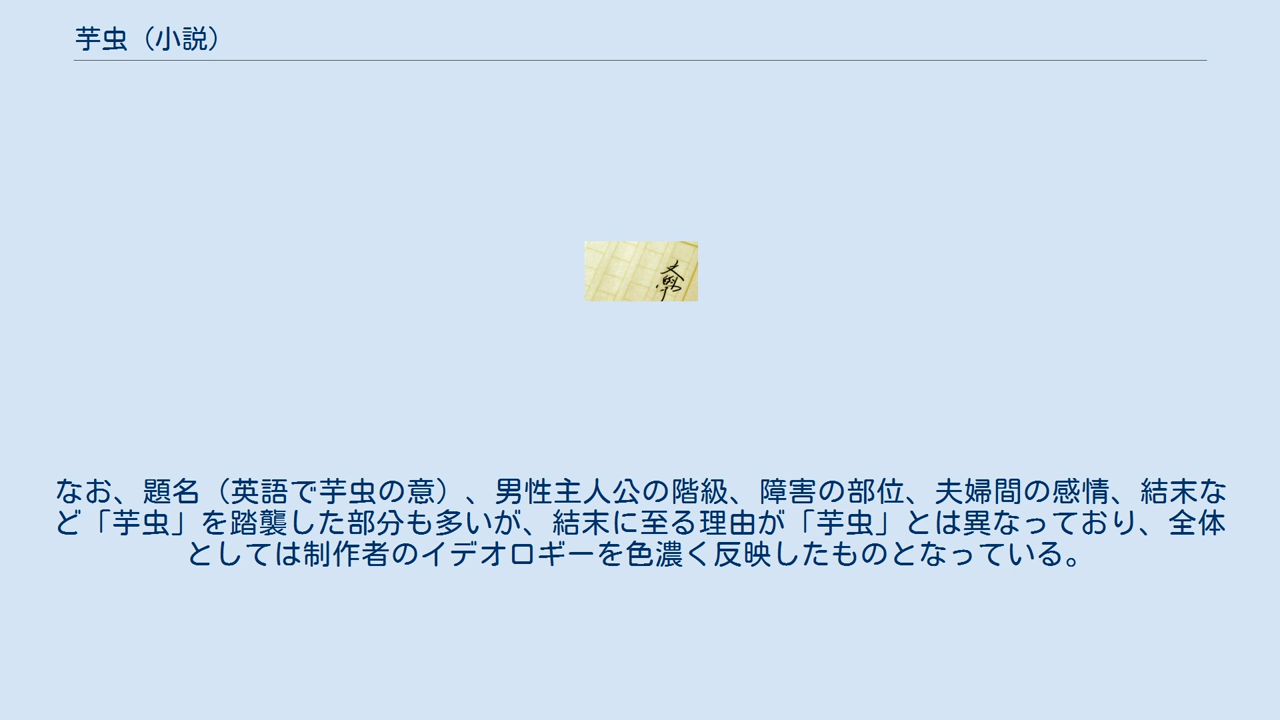 芋虫（小説）
なお、題名（英語で芋虫の意）、男性主人公の階級、障害の部位、夫婦間の感情、結末な
ど「芋虫」を踏襲した部分も多いが、結末に至る理由が「芋虫」とは異なっており、全体
としては制作者のイデオロギーを色濃く反映したものとなっている。